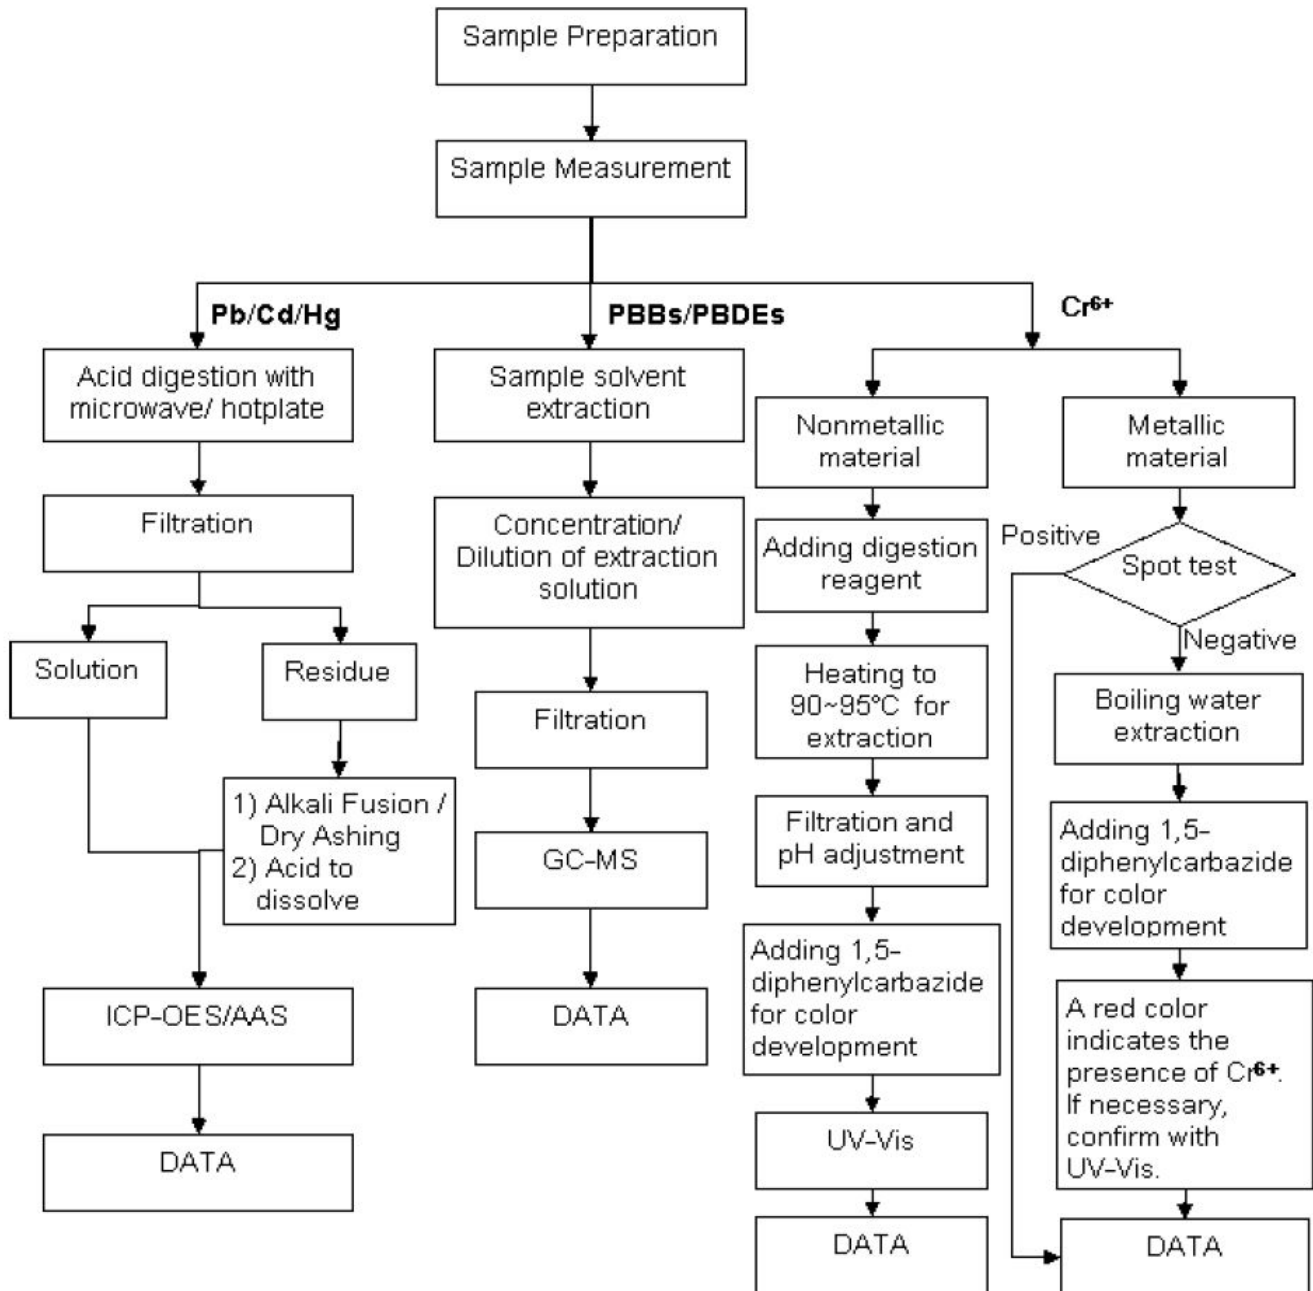 Sample Preparation
Sample Measurement
Pb/Cd/Hg
PBBs/PBDEs
Cr⁶⁺
Acid digestion with
microwave/ hotplate
Filtration
Solution
Residue
1) Alkali Fusion /
Dry Ashing
2) Acid to
dissolve
ICP-OES/AAS
DATA
Sample solvent
extraction
Concentration/
Dilution of extraction
solution
Filtration
GC-MS
DATA
Nonmetallic
material
Adding digestion
reagent
Heating to
90~95°C for
extraction
Filtration and
pH adjustment
Adding 1,5-
diphenylcarbazide
for color
development
UV-Vis
DATA
Metallic
material
Positive
Spot test
Negative
Boiling water
extraction
Adding 1,5-
diphenylcarbazide
for color
development
A red color
indicates the
presence of Cr⁶⁺.
If necessary,
confirm with
UV-Vis.
DATA